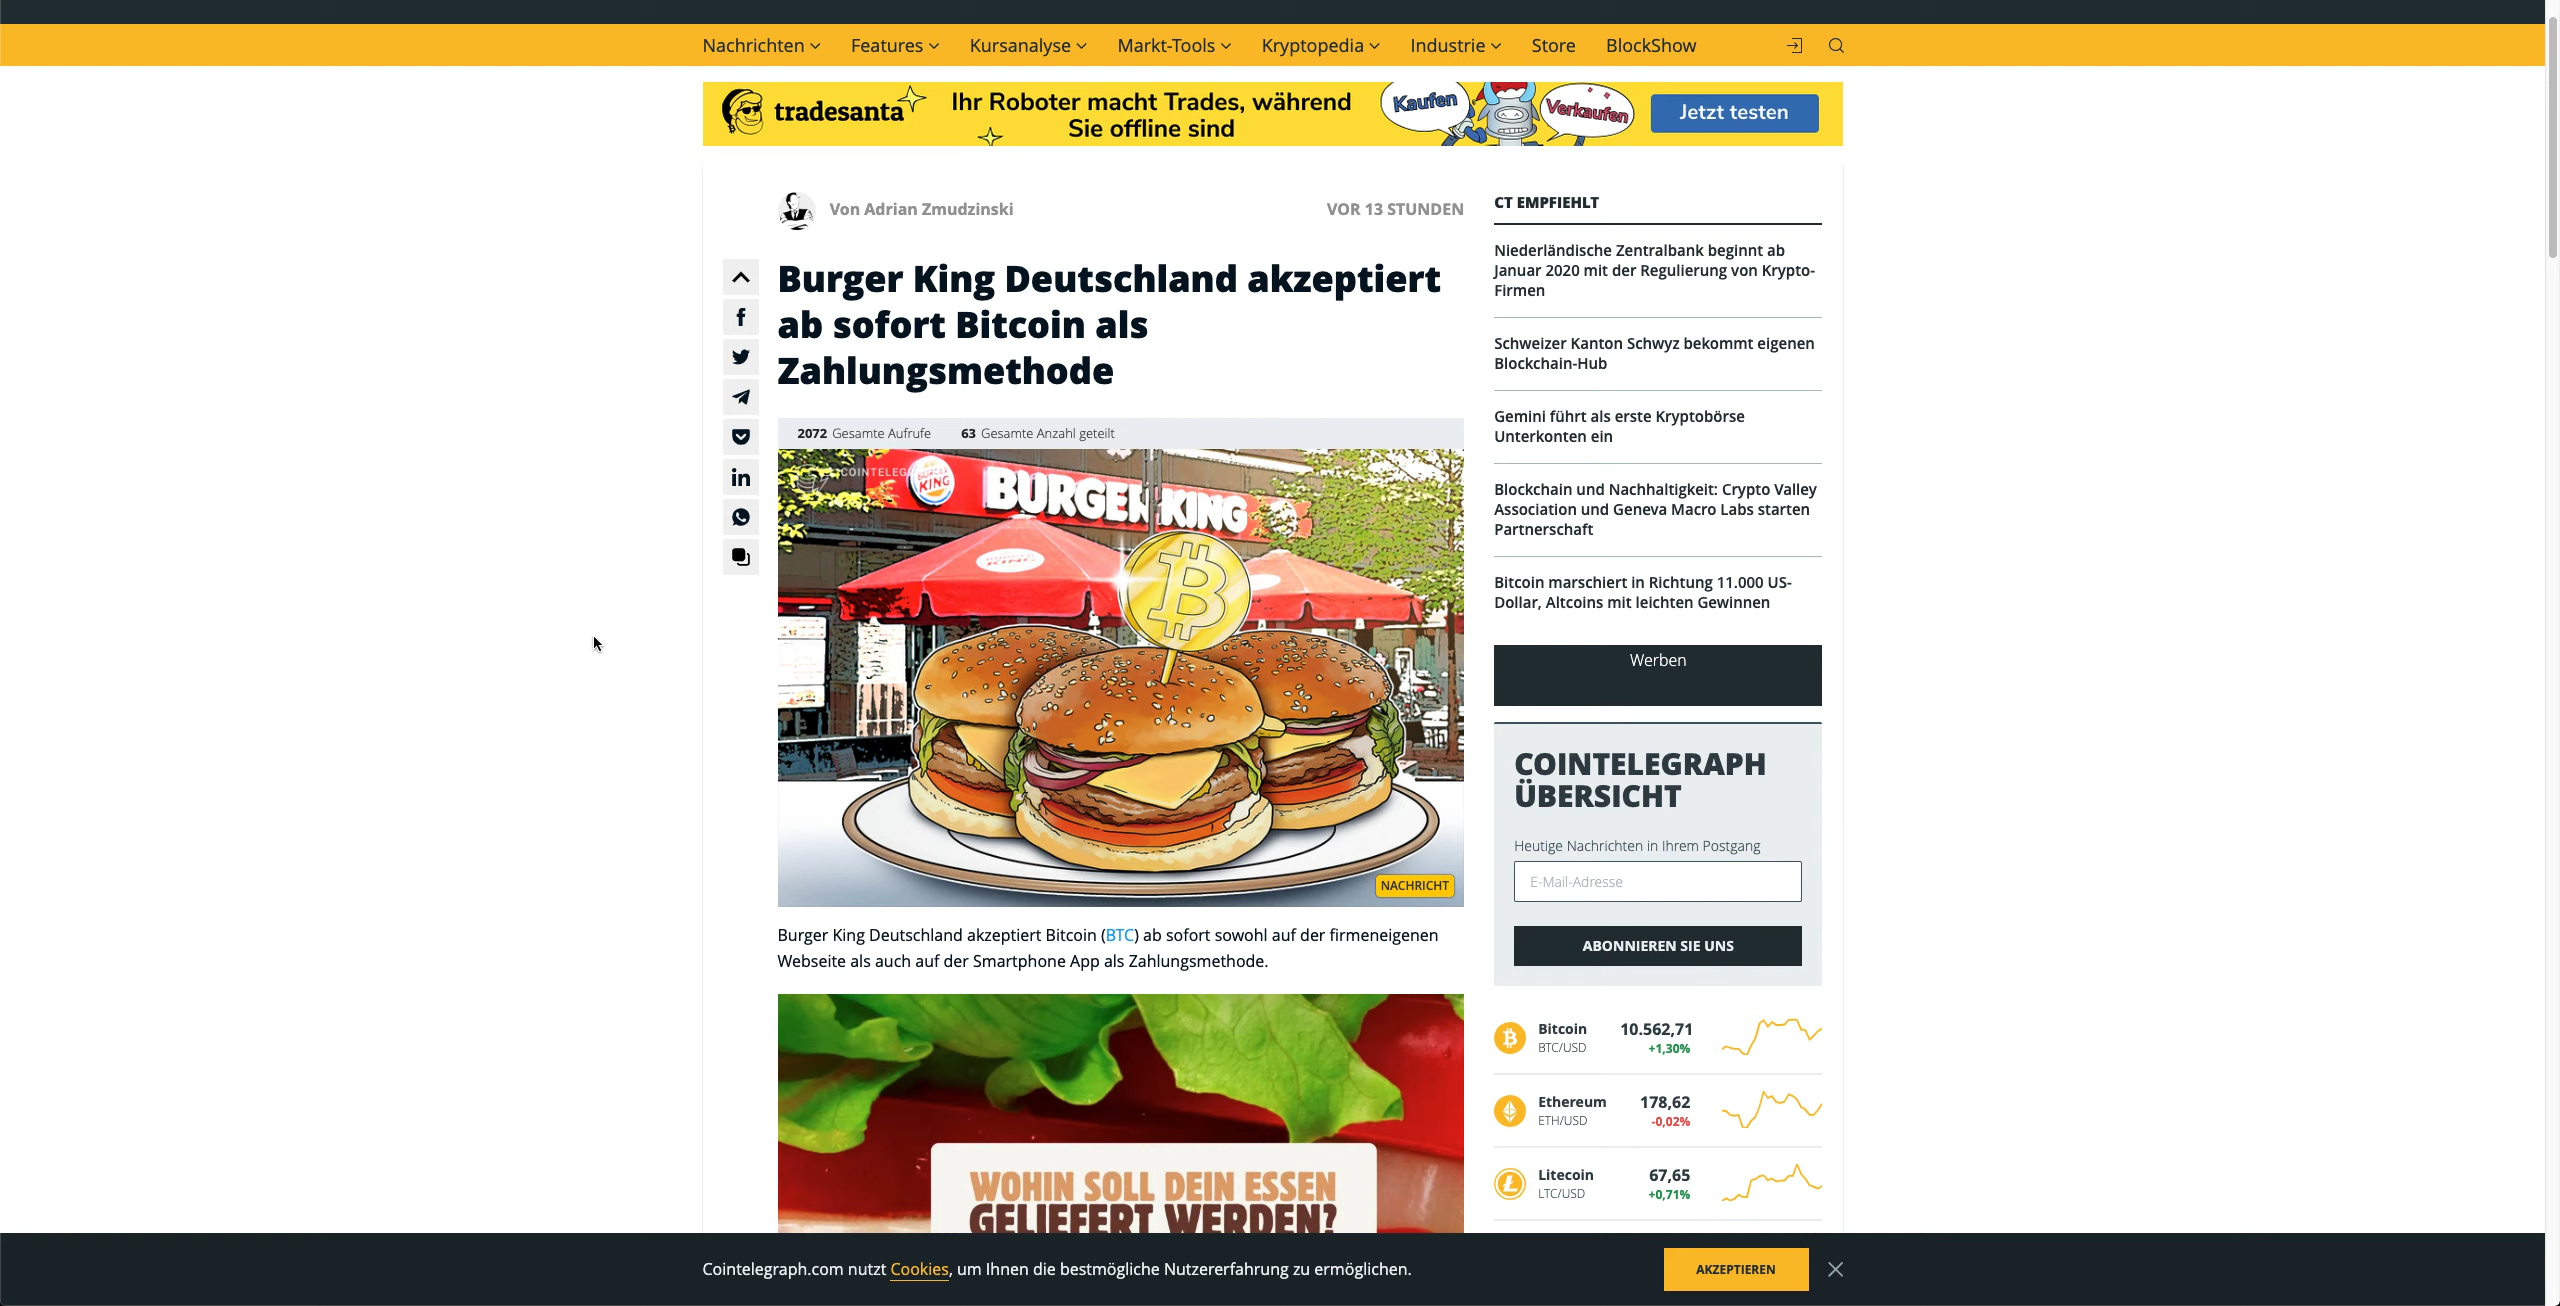 Nachrichten Features Kursanalyse Markt-Tools Kryptopedia Industrie Store BlockShow
tradesanta
Ihr Roboter macht Trades, während
Sie offline sind
Kaufen
Verkaufen
Jetzt testen
Von Adrian Zmudzinski
VOR 13 STUNDEN
Burger King Deutschland akzeptiert
ab sofort Bitcoin als
Zahlungsmethode
2072 Gesamte Aufrufe 63 Gesamte Anzahl geteilt
BURGER KING
NACHRICHT
Burger King Deutschland akzeptiert Bitcoin (BTC) ab sofort sowohl auf der firmeneigenen
Webseite als auch auf der Smartphone App als Zahlungsmethode.
WOHIN SOLL DEIN ESSEN
GELIEFERT WERDEN?
CT EMPFIEHLT
Niederländische Zentralbank beginnt ab
Januar 2020 mit der Regulierung von Krypto-
Firmen
Schweizer Kanton Schwyz bekommt eigenen
Blockchain-Hub
Gemini führt als erste Kryptobörse
Unterkonten ein
Blockchain und Nachhaltigkeit: Crypto Valley
Association und Geneva Macro Labs starten
Partnerschaft
Bitcoin marschiert in Richtung 11.000 US-
Dollar, Altcoins mit leichten Gewinnen
Werben
COINTELEGRAPH
ÜBERSICHT
Heutige Nachrichten in Ihrem Postgang
E-Mail-Adresse
ABONNIEREN SIE UNS
Bitcoin 10.562,71
BTC/USD +1,30%
Ethereum 178,62
ETH/USD -0,02%
Litecoin 67,65
LTC/USD +0,71%
Cointelegraph.com nutzt Cookies, um Ihnen die bestmögliche Nutzererfahrung zu ermöglichen.
AKZEPTIEREN